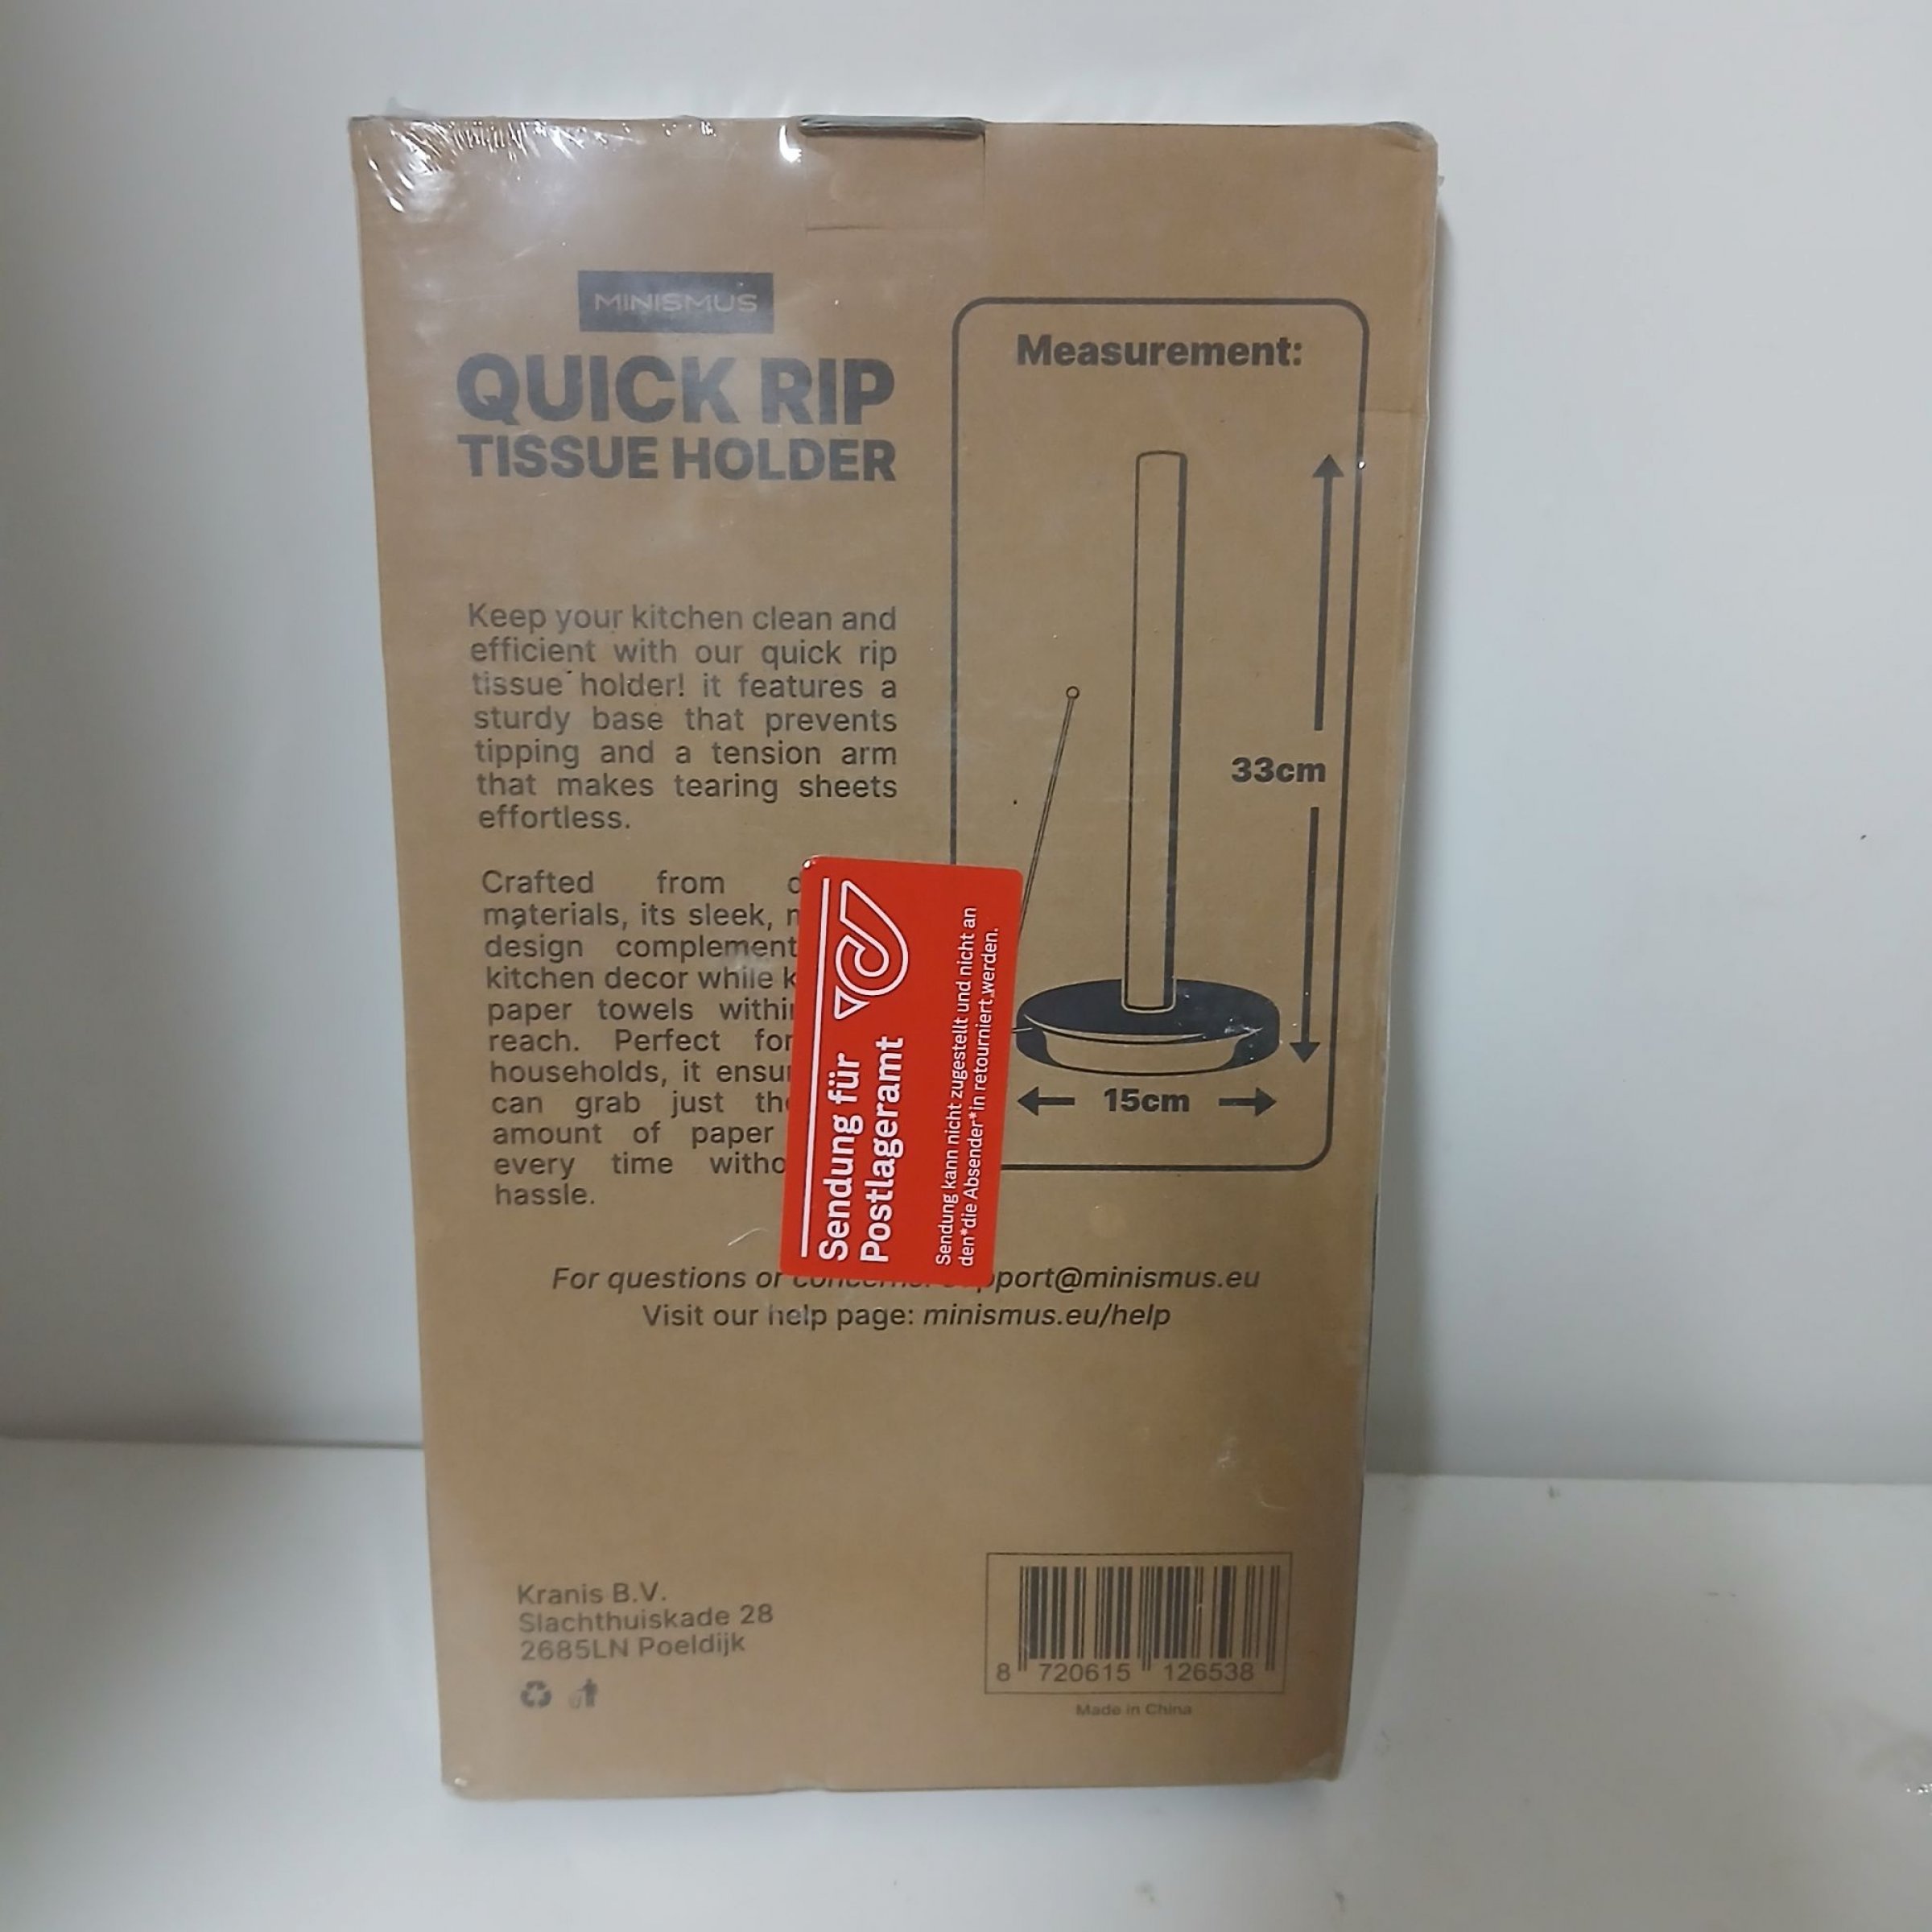 MINISMUS
QUICK RIP
TISSUE HOLDER
Keep your kitchen clean and
efficient with our quick rip
tissue holder! it features a
sturdy base that prevents
tipping and a tension arm
that makes tearing sheets
effortless.
Crafted from
materials, its sleek,
design
kitchen decor while
paper towels
reach. Perfect for
households, it
can grab just
amount of paper
every time
hassle.
Measurement:
33cm
15cm
Sendung für
Postlageramt
Sendung kann nicht zugestellt und nicht an
den*die Absender*in retourniert werden.
For questions or
Visit our help page: minismus.eu/help
Kranis B.V.
Slachthuiskade 28
2685LN Poeldijk
8 720615 126538
Made in China